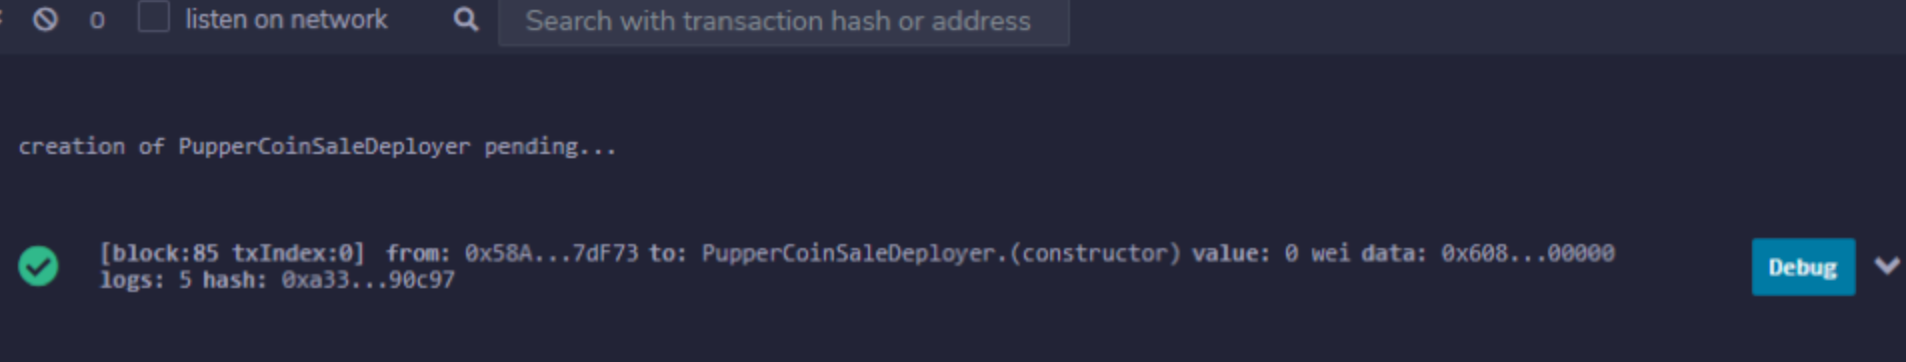 0 listen on network Search with transaction hash or address
creation of PupperCoinSaleDeployer pending...
[block:85 txIndex:0] from: 0x58A...7dF73 to: PupperCoinSaleDeployer.(constructor) value: 0 wei data: 0x608...00000
logs: 5 hash: 0xa33...90c97
Debug